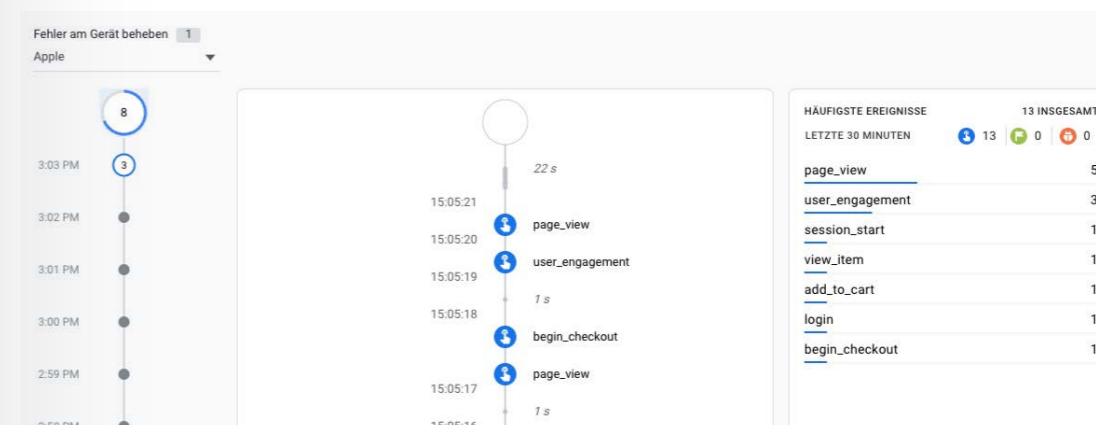 Fehler am Gerät beheben 1
Apple
8
3:03 PM 3
3:02 PM
3:01 PM
3:00 PM
2:59 PM
22 s
15:05:21
page_view
15:05:20
user_engagement
15:05:19
1 s
15:05:18
begin_checkout
page_view
15:05:17
1 s
HÄUFIGSTE EREIGNISSE 13 INSGESAMT
LETZTE 30 MINUTEN 13 0 0
page_view 5
user_engagement 3
session_start 1
view_item 1
add_to_cart 1
login 1
begin_checkout 1